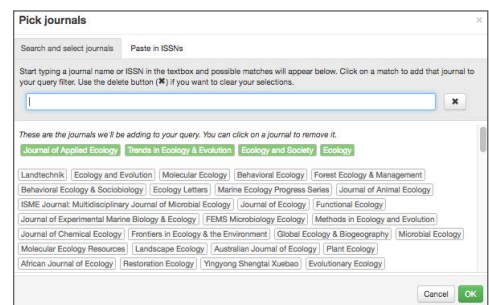 Pick journals ×
Search and select journals Paste in ISSNs
Start typing a journal name or ISSN in the textbox and possible matches will appear below. Click on a match to add that journal to
your query filter. Use the delete button (✖) if you want to clear your selections.
✖
These are the journals we'll be adding to your query. You can click on a journal to remove it.
Journal of Applied Ecology Trends in Ecology & Evolution Ecology and Society Ecology
Landtechnik Ecology and Evolution Molecular Ecology Behavioral Ecology Forest Ecology & Management
Behavioral Ecology & Sociobiology Ecology Letters Marine Ecology Progress Series Journal of Animal Ecology
ISME Journal: Multidisciplinary Journal of Microbial Ecology Journal of Ecology Functional Ecology
Journal of Experimental Marine Biology & Ecology FEMS Microbiology Ecology Methods in Ecology and Evolution
Journal of Chemical Ecology Frontiers in Ecology & the Environment Global Ecology & Biogeography Microbial Ecology
Molecular Ecology Resources Landscape Ecology Australian Journal of Ecology Plant Ecology
African Journal of Ecology Restoration Ecology Yingyong Shengtai Xuebao Evolutionary Ecology
Cancel OK